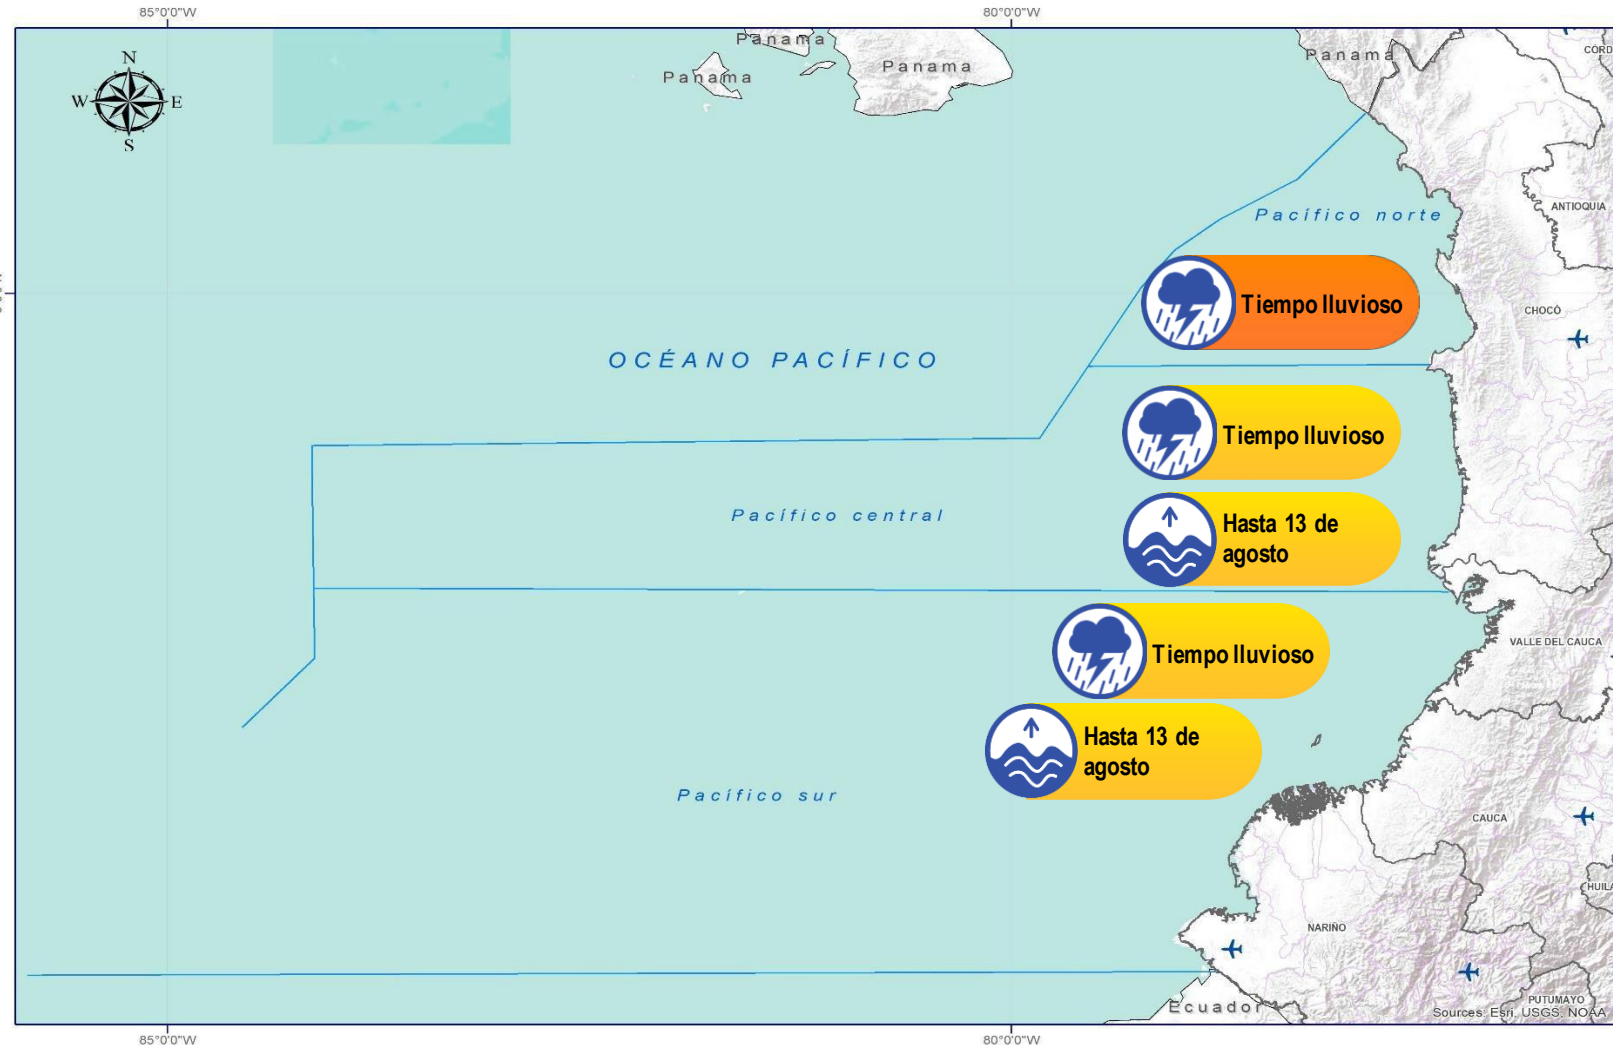 85°0'0"W
80°0'0"W
Panama
Panama
Panama
Panama
N
W
E
S
CÓRD
ANTIOQUIA
Pacífico norte
Tiempo lluvioso
CHOCÓ
OCÉANO PACÍFICO
Tiempo lluvioso
Pacífico central
Hasta 13 de
agosto
VALLE DEL CAUCA
Tiempo lluvioso
Hasta 13 de
agosto
Pacífico sur
CAUCA
HUILA
NARIÑO
PUTUMAYO
Ecuador
Sources: Esri, USGS, NOAA
85°0'0"W
80°0'0"W